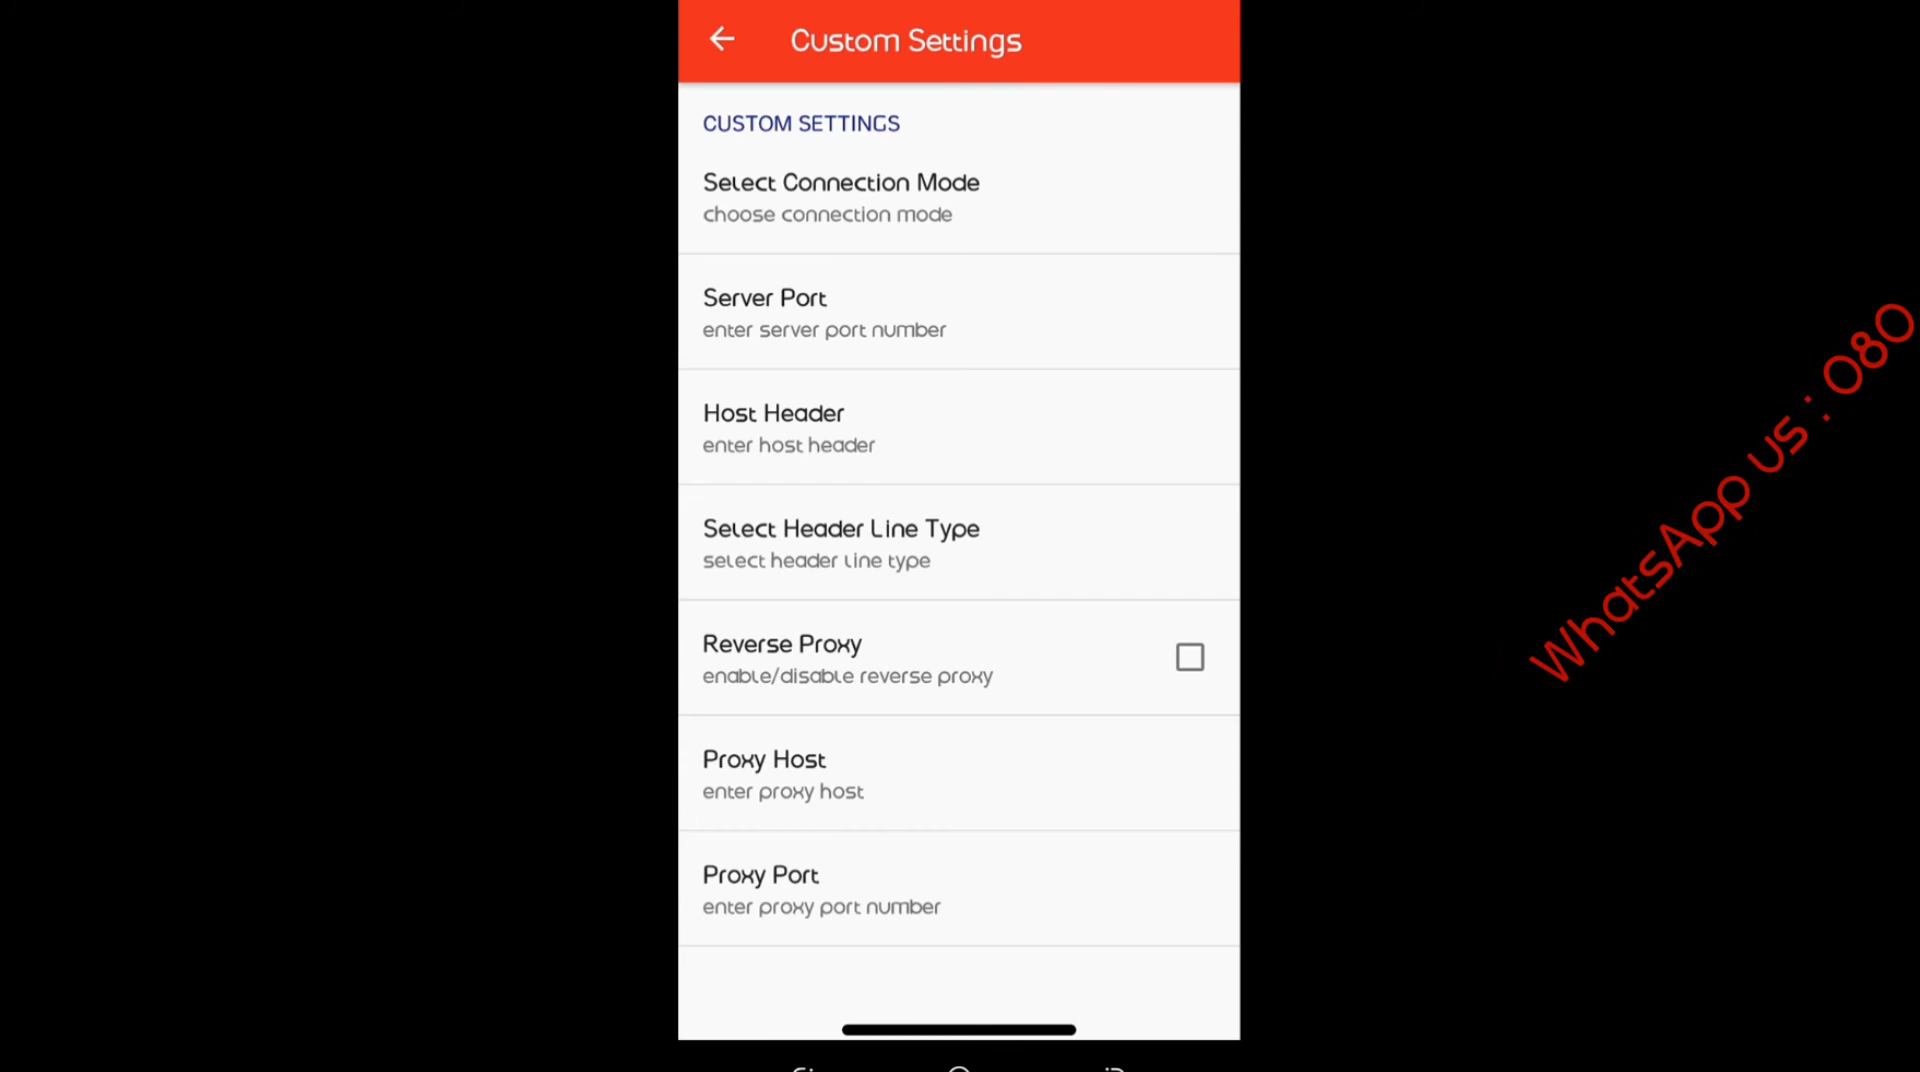 Custom Settings
CUSTOM SETTINGS
Select Connection Mode
choose connection mode
Server Port
enter server port number
Host Header
enter host header
Select Header Line Type
select header line type
Reverse Proxy
enable/disable reverse proxy
Proxy Host
enter proxy host
Proxy Port
enter proxy port number
WhatsApp us : 080